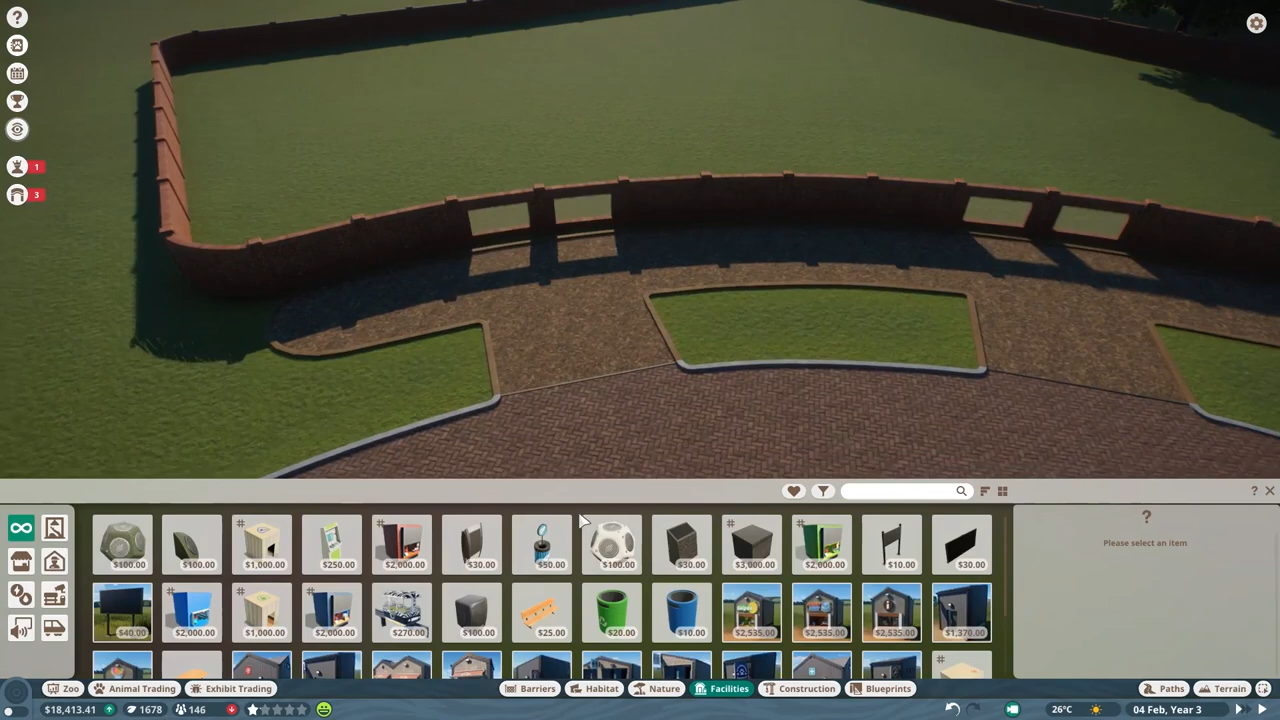 ?
1
3
? ×
$100.00 $100.00 # $1,000.00 $250.00 # $2,000.00 $30.00 $50.00 $100.00 $30.00 # $3,000.00 # $2,000.00 $10.00 $30.00
?
Please select an item
$40.00 # $2,000.00 # $1,000.00 # $2,000.00 $270.00 $100.00 $25.00 $20.00 $10.00 $2,535.00 $2,535.00 $2,535.00 $1,370.00
#
Zoo Animal Trading Exhibit Trading Barriers Habitat Nature Facilities Construction Blueprints Paths Terrain
$18,413.41 1678 146 26°C 04 Feb, Year 3